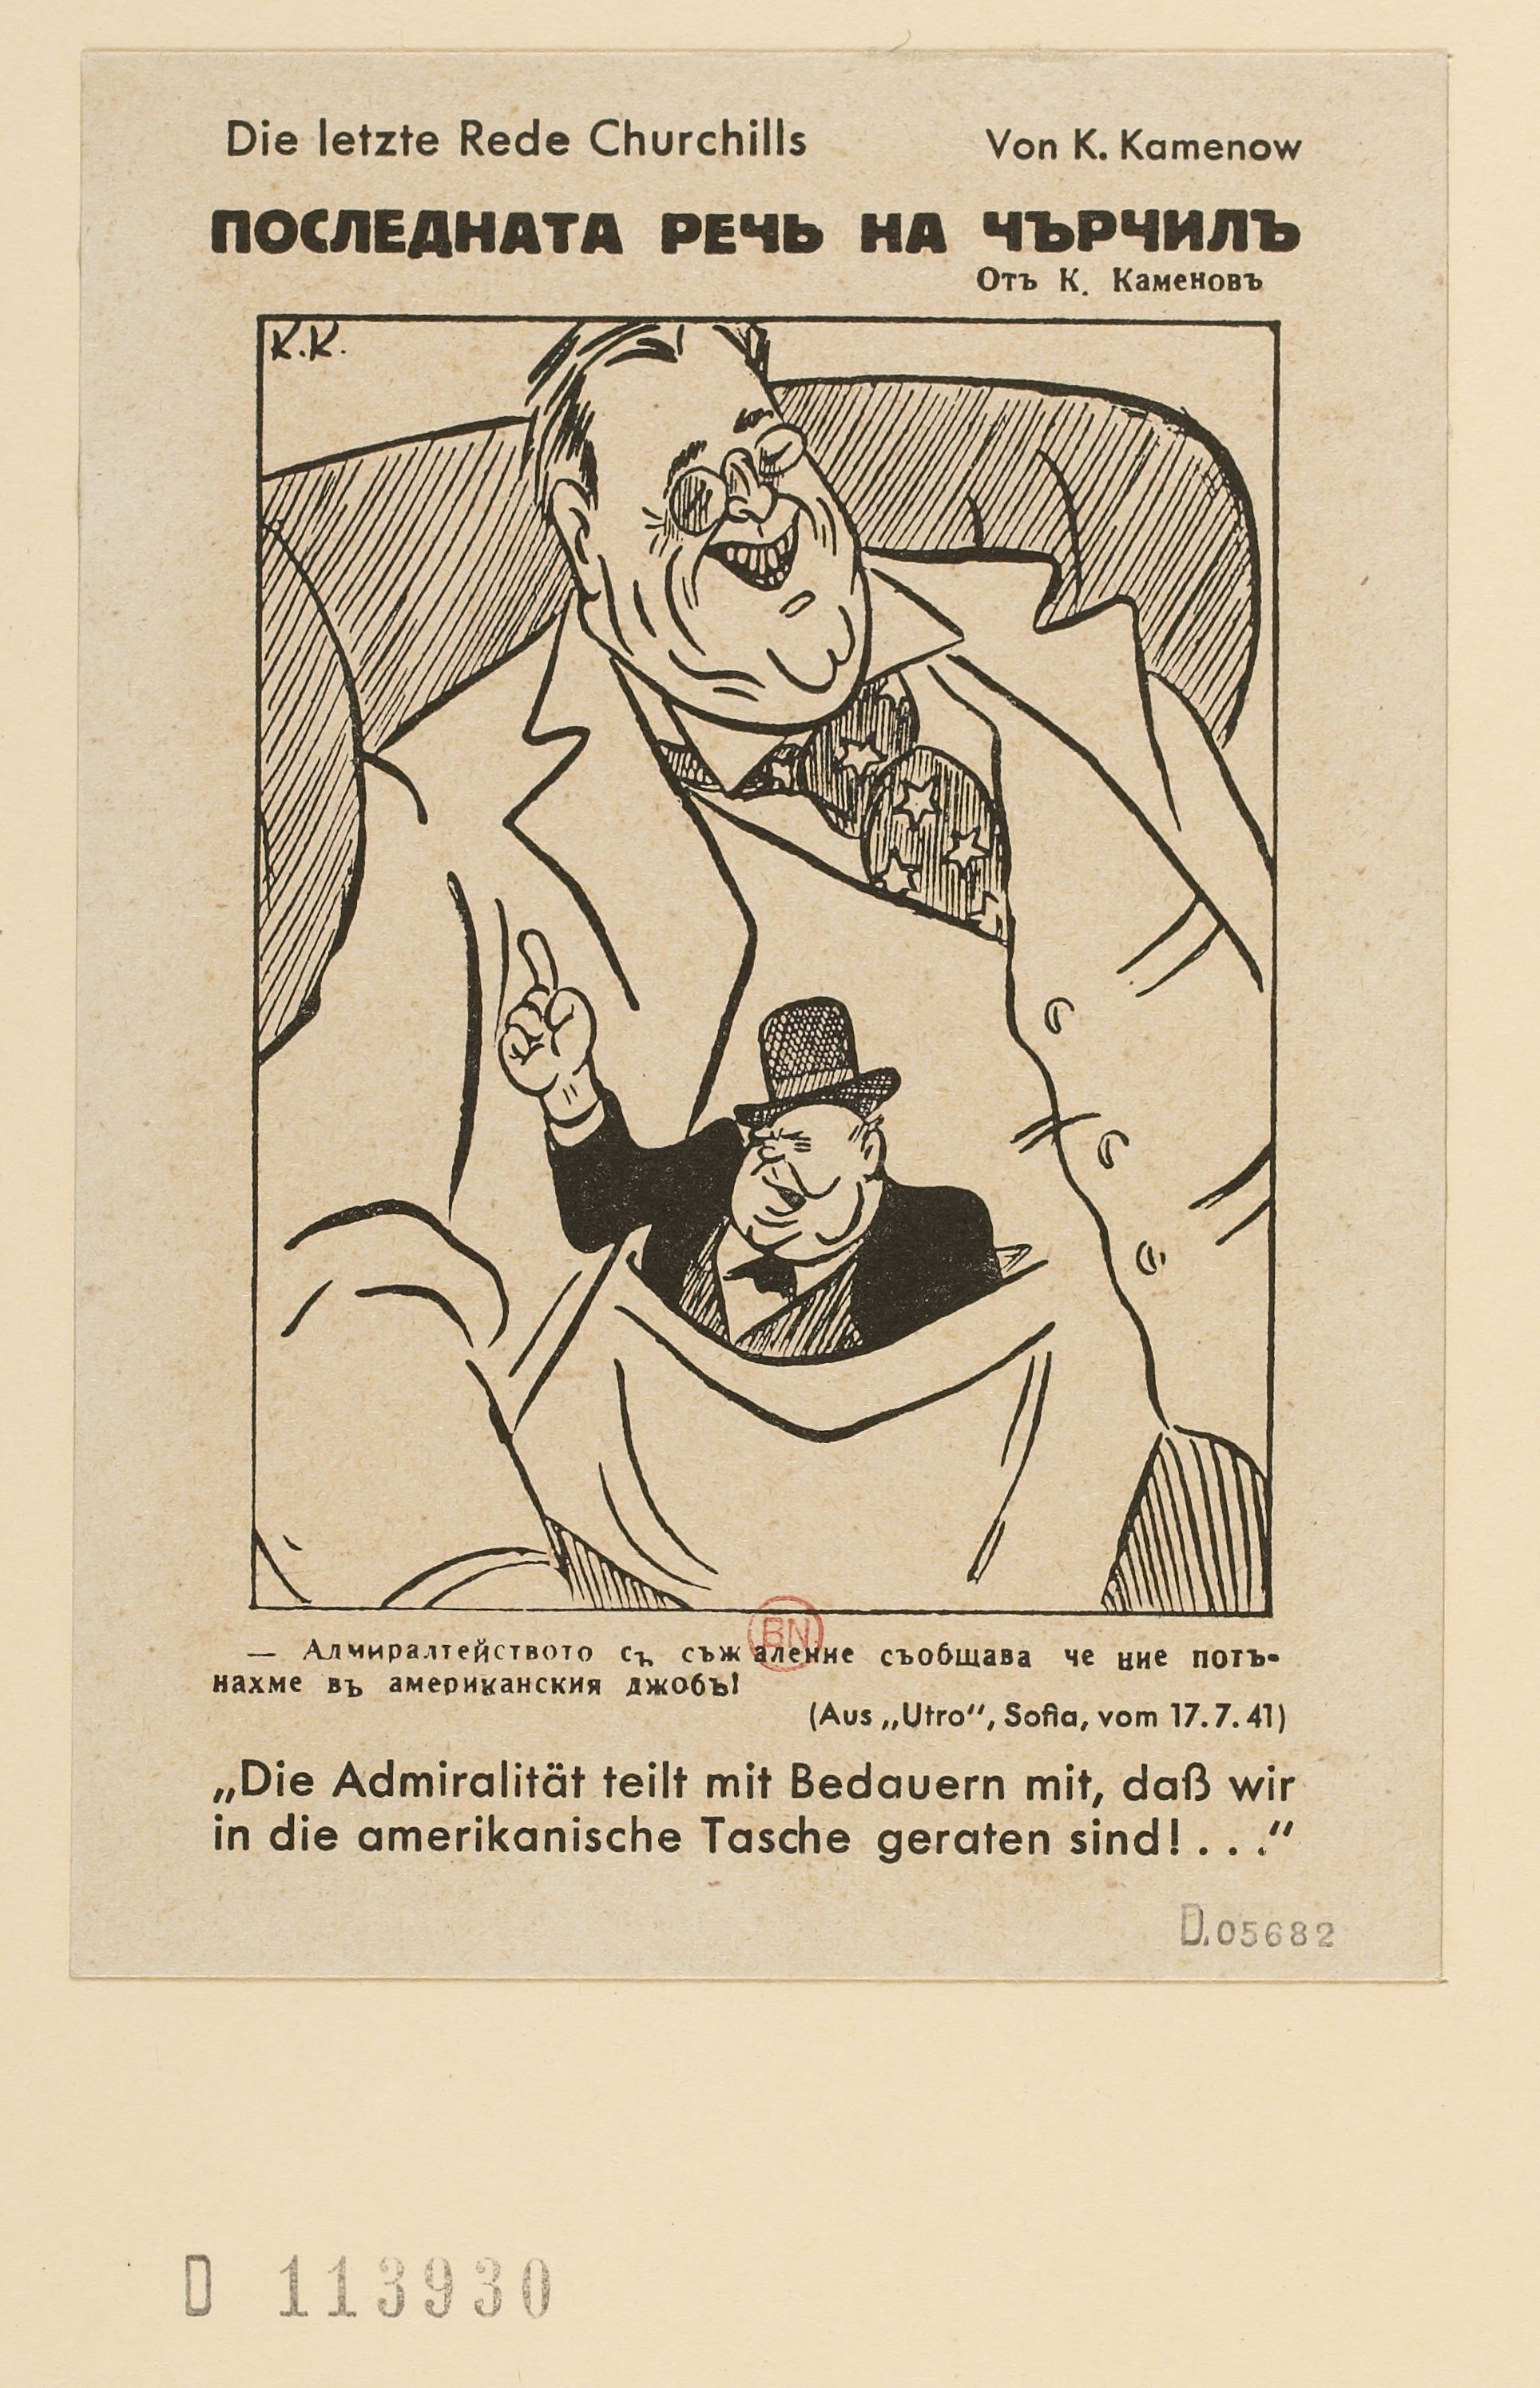 Die letzte Rede Churchills
Von K. Kamenow
ПОСЛЕДНАТА РЕЧЬ НА ЧЪРЧИЛЪ
Отъ К. Каменовъ
K.K.
— Адмиралтейството съ съжаление съобщава че ние потъ-
нахме въ американския джобъ!
BN
(Aus „Utro“, Sofia, vom 17.7.41)
„Die Admiralität teilt mit Bedauern mit, daß wir
in die amerikanische Tasche geraten sind! . . .“
D.05682
D 113930